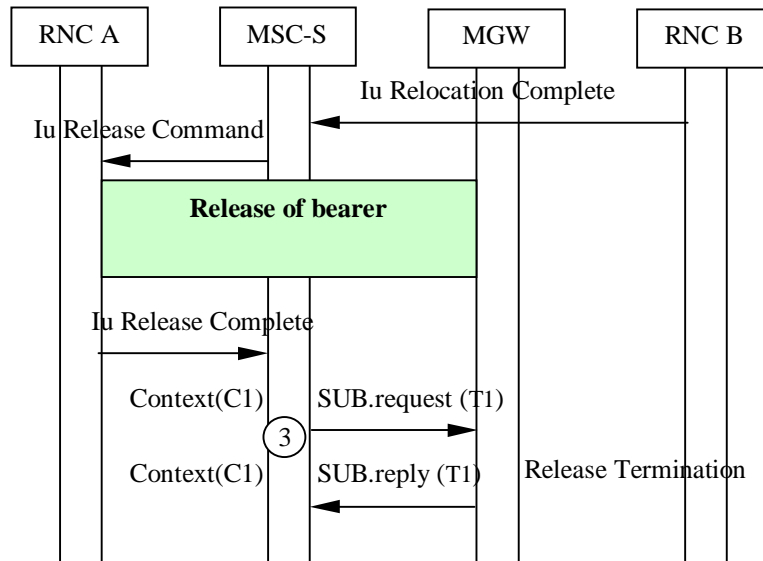 RNC A
MSC-S
MGW
RNC B
Iu Relocation Complete
Iu Release Command
Release of bearer
Iu Release Complete
Context(C1)
SUB.request (T1)
3
Context(C1)
SUB.reply (T1)
Release Termination